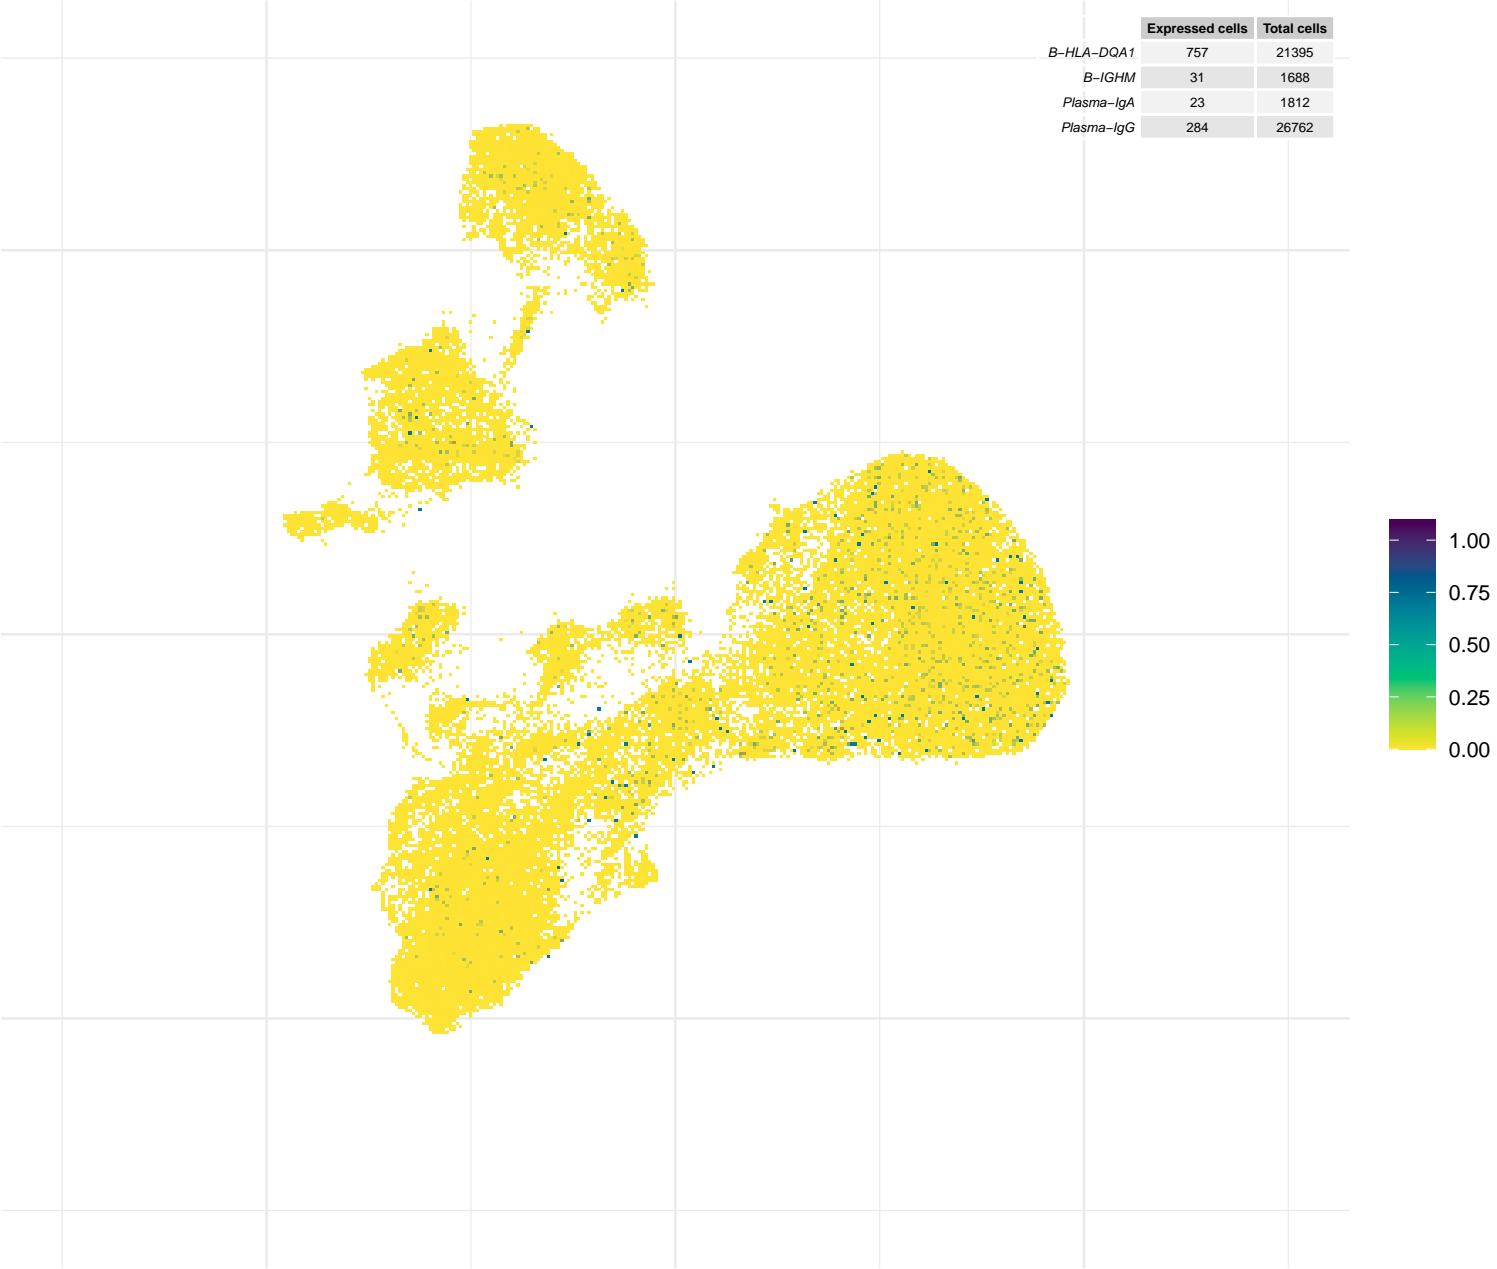 Expressed cells Total cells
B−HLA−DQA1 757 21395
B−IGHM 31 1688
Plasma−IgA 23 1812
Plasma−IgG 284 26762
1.00
0.75
0.50
0.25
0.00